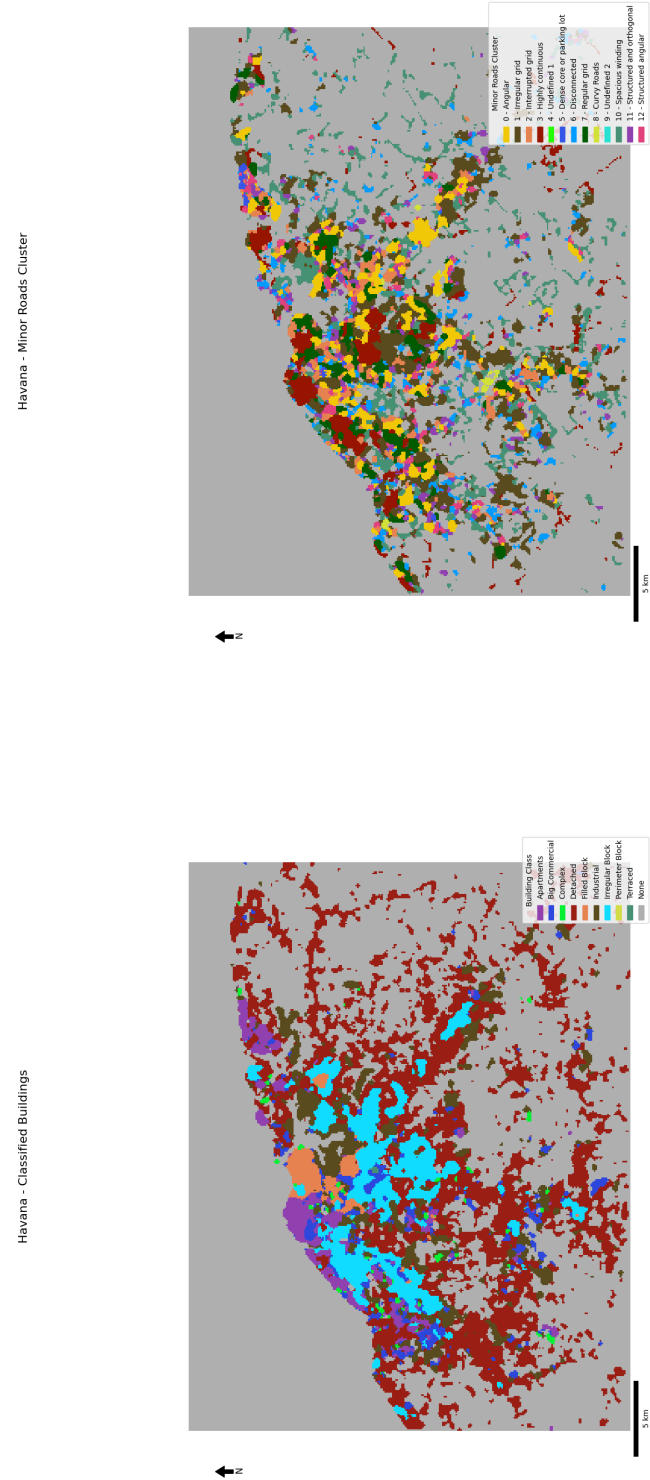 Havana - Classified Buildings
Building Class
Apartments
Big Commercial
Complex
Detached
Filled Block
Industrial
Irregular Block
Perimeter Block
Terraced
None
5 km
N
Havana - Minor Roads Cluster
Minor Roads Cluster
0 - Angular
1 - Irregular grid
2 - Interrupted grid
3 - Highly continuous
4 - Undefined 1
5 - Dense core or parking lot
6 - Disconnected
7 - Regular grid
8 - Curvy Roads
9 - Undefined 2
10 - Spacious winding
11 - Structured and orthogonal
12 - Structured angular
5 km
N